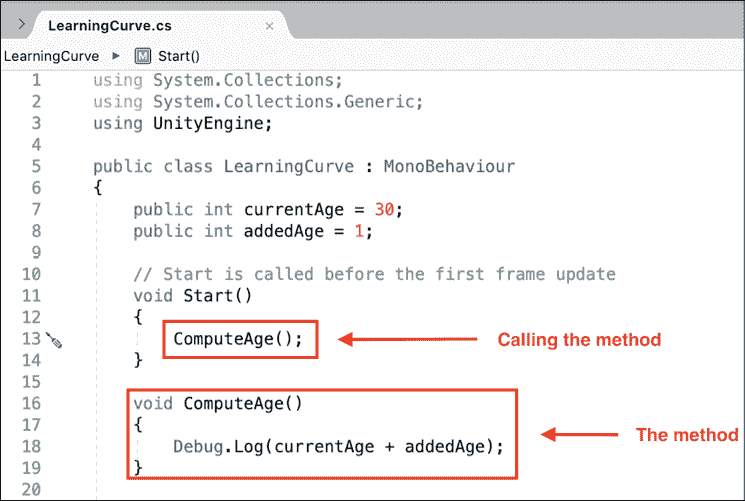 LearningCurve.cs
LearningCurve ▶ M Start()
1 using System.Collections;
2 using System.Collections.Generic;
3 using UnityEngine;
4
5 public class LearningCurve : MonoBehaviour
6 {
7 public int currentAge = 30;
8 public int addedAge = 1;
9
10 // Start is called before the first frame update
11 void Start()
12 {
13 ComputeAge(); Calling the method
14 }
15
16 void ComputeAge()
17 {
18 Debug.Log(currentAge + addedAge); The method
19 }
20